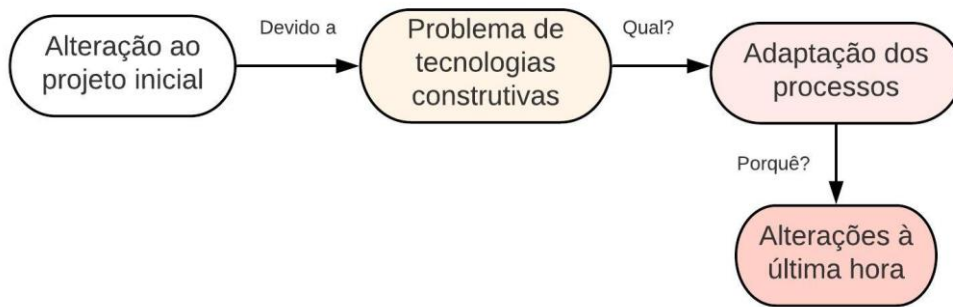 Alteração ao
projeto inicial
Devido a
Problema de
tecnologias
construtivas
Qual?
Adaptação dos
processos
Porquê?
Alterações à
última hora